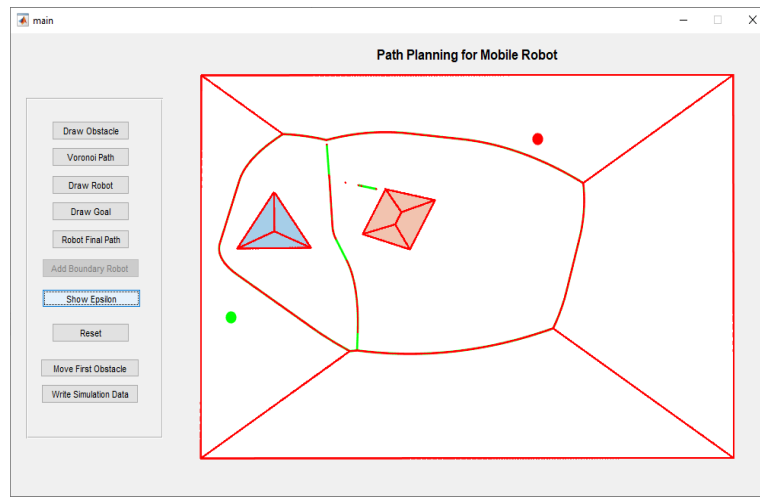 main
Path Planning for Mobile Robot
Draw Obstacle
Voronoi Path
Draw Robot
Draw Goal
Robot Final Path
Add Boundary Robot
Show Epsilon
Reset
Move First Obstacle
Write Simulation Data